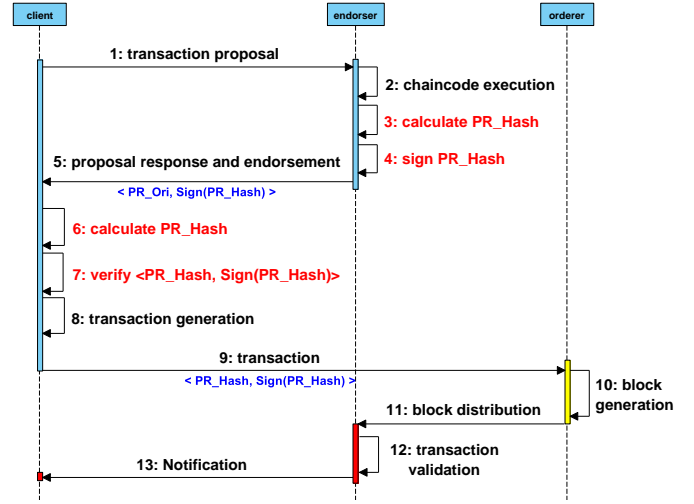 client
endorser
orderer
1: transaction proposal
2: chaincode execution
3: calculate PR_Hash
4: sign PR_Hash
5: proposal response and endorsement
< PR_Ori, Sign(PR_Hash) >
6: calculate PR_Hash
7: verify <PR_Hash, Sign(PR_Hash)>
8: transaction generation
9: transaction
< PR_Hash, Sign(PR_Hash) >
10: block
generation
11: block distribution
12: transaction
validation
13: Notification